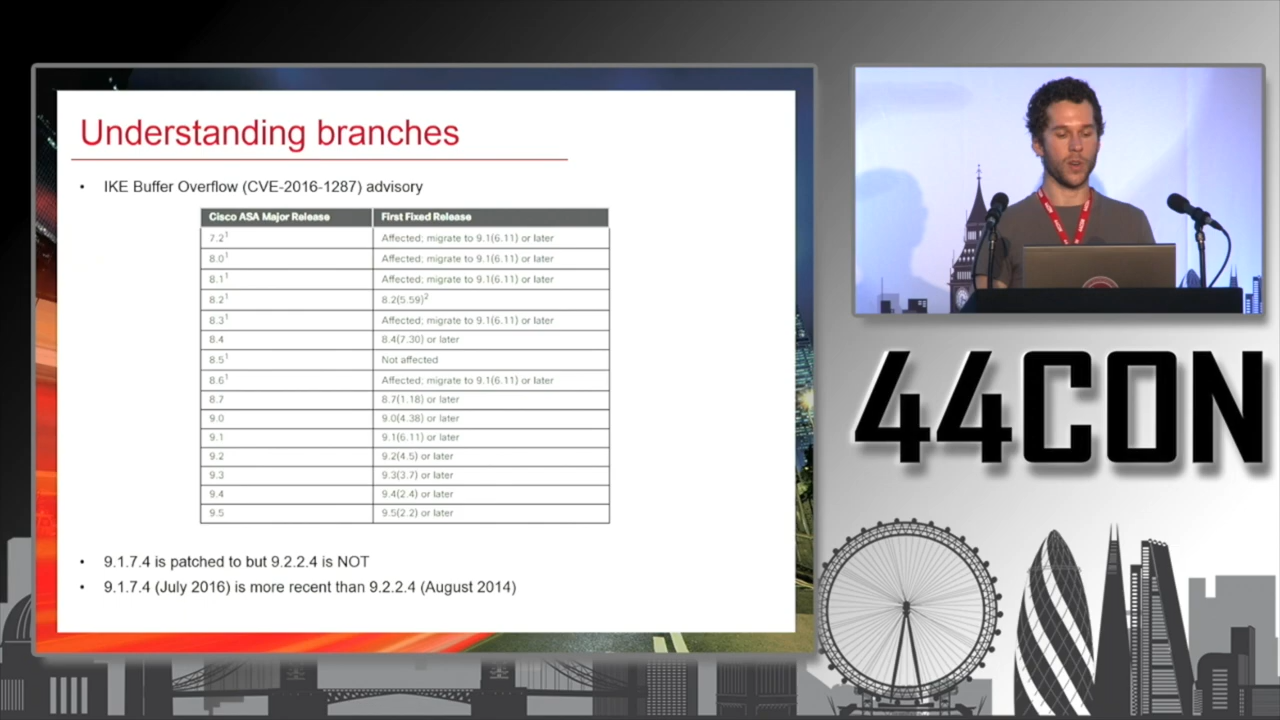 Understanding branches
• IKE Buffer Overflow (CVE-2016-1287) advisory
Cisco ASA Major Release First Fixed Release
7.2¹ Affected; migrate to 9.1(6.11) or later
8.0¹ Affected; migrate to 9.1(6.11) or later
8.1¹ Affected; migrate to 9.1(6.11) or later
8.2¹ 8.2(5.59)²
8.3¹ Affected; migrate to 9.1(6.11) or later
8.4 8.4(7.30) or later
8.5¹ Not affected
8.6¹ Affected; migrate to 9.1(6.11) or later
8.7 8.7(1.18) or later
9.0 9.0(4.38) or later
9.1 9.1(6.11) or later
9.2 9.2(4.5) or later
9.3 9.3(3.7) or later
9.4 9.4(2.4) or later
9.5 9.5(2.2) or later
• 9.1.7.4 is patched to but 9.2.2.4 is NOT
• 9.1.7.4 (July 2016) is more recent than 9.2.2.4 (August 2014)
44CON